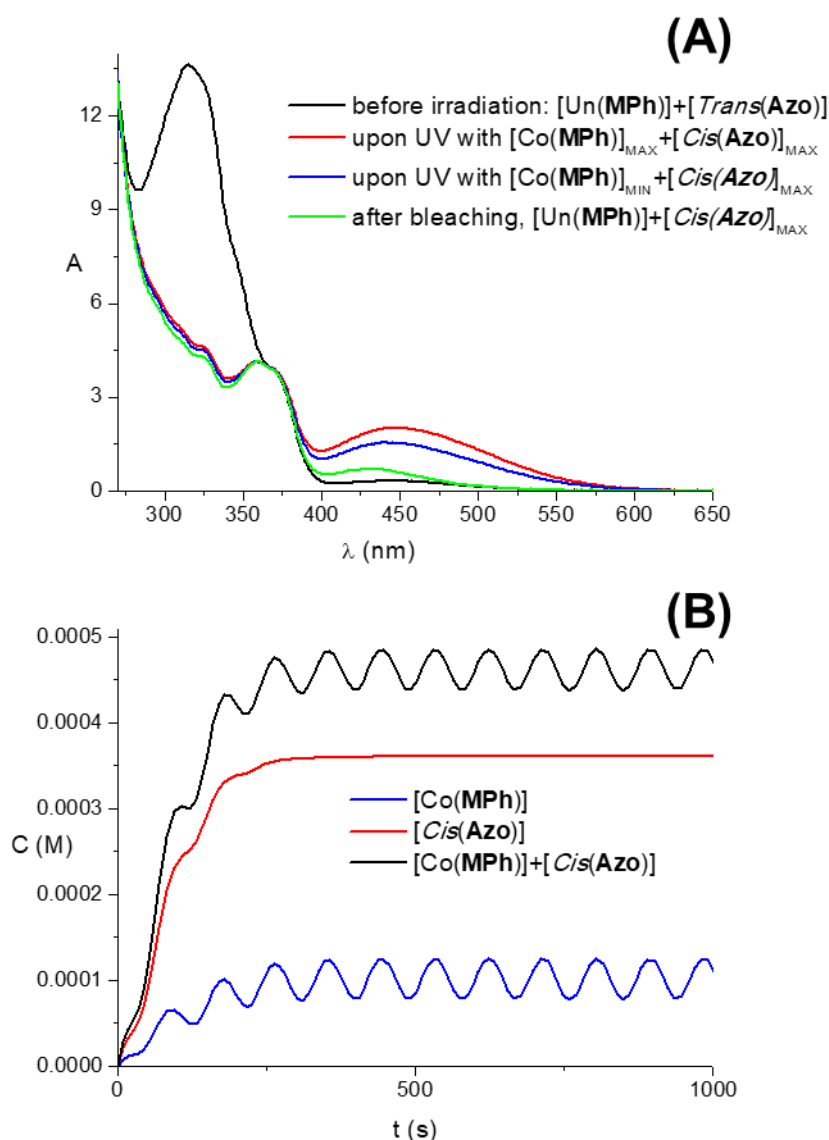 (A)
before irradiation: [Un(MPh)]+[Trans(Azo)]
upon UV with [Co(MPh)]MAX+[Cis(Azo)]MAX
upon UV with [Co(MPh)]MIN+[Cis(Azo)]MAX
after bleaching, [Un(MPh)]+[Cis(Azo)]MAX
12
9
A
6
3
0
300 350 400 450 500 550 600 650
λ (nm)
(B)
0.0005
0.0004
0.0003
[Co(MPh)]
[Cis(Azo)]
C (M)
[Co(MPh)]+[Cis(Azo)]
0.0002
0.0001
0.0000
0 500 1000
t (s)